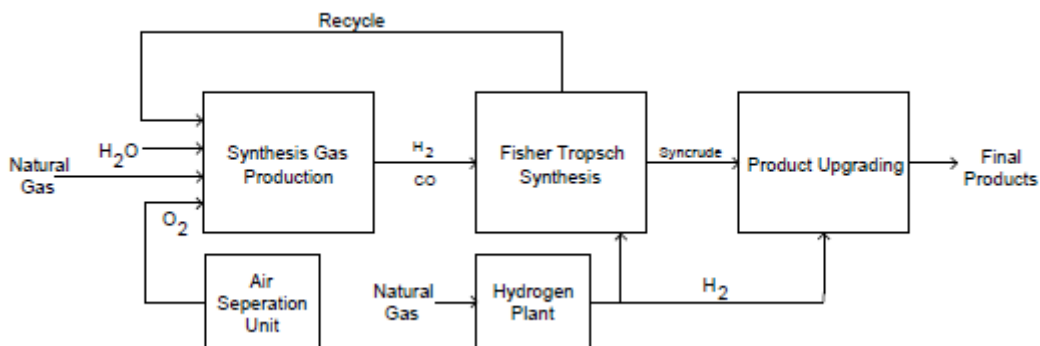 Recycle
H2O
Natural
Gas
O2
Synthesis Gas
Production
H2
CO
Fisher Tropsch
Synthesis
Syncrude
Product Upgrading
Final
Products
Air
Seperation
Unit
Natural
Gas
Hydrogen
Plant
H2